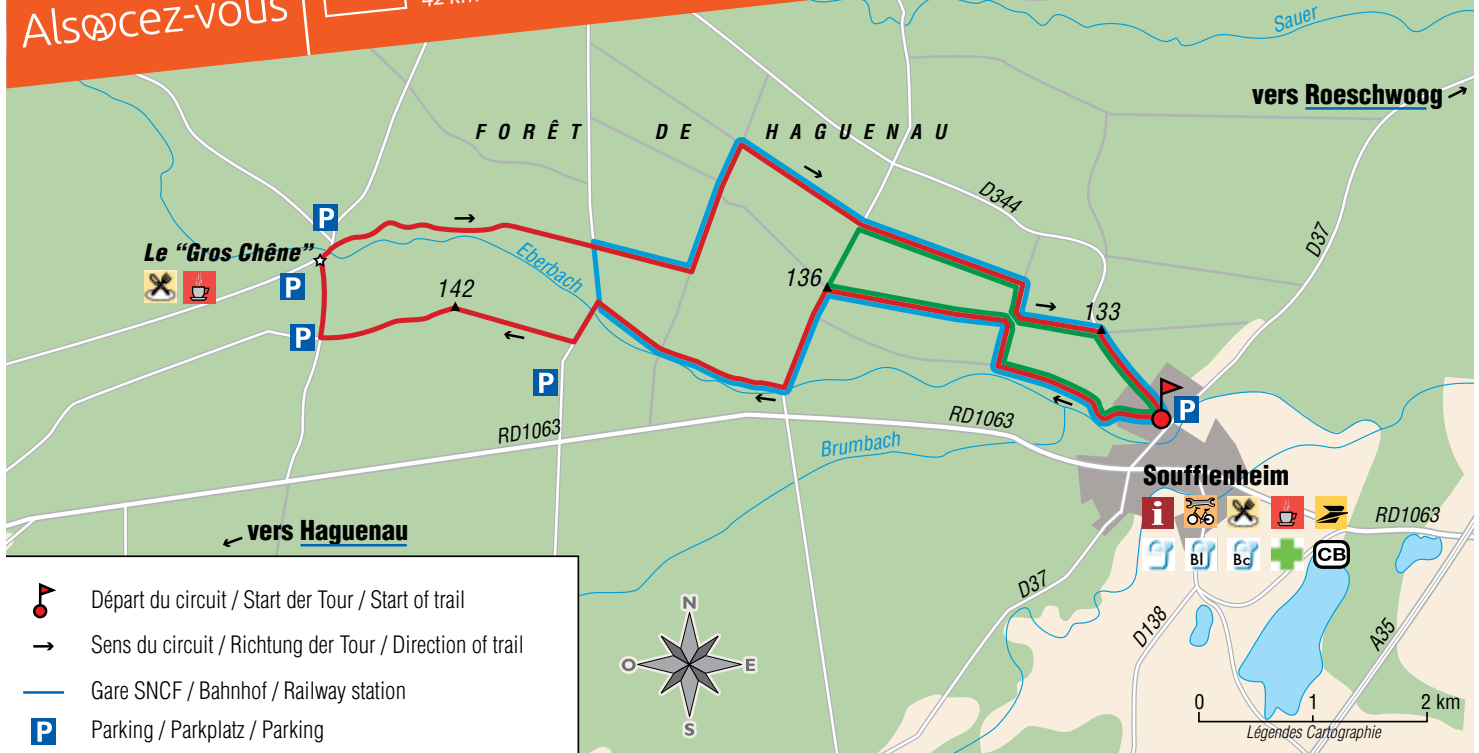 Alsacez-vous
42 km
Sauer
vers Roeschwoog
FORÊT DE HAGUENAU
D344
D37
P
Le "Gros Chêne"
P
Eberbach
136
142
133
P
P
P
RD1063
RD1063
Brumbach
Soufflenheim
i
RD1063
Bl
Bc
CB
vers Haguenau
D37
D138
A35
Départ du circuit / Start der Tour / Start of trail
Sens du circuit / Richtung der Tour / Direction of trail
Gare SNCF / Bahnhof / Railway station
P Parking / Parkplatz / Parking
N
O E
S
0 1 2 km
Légendes Cartographie